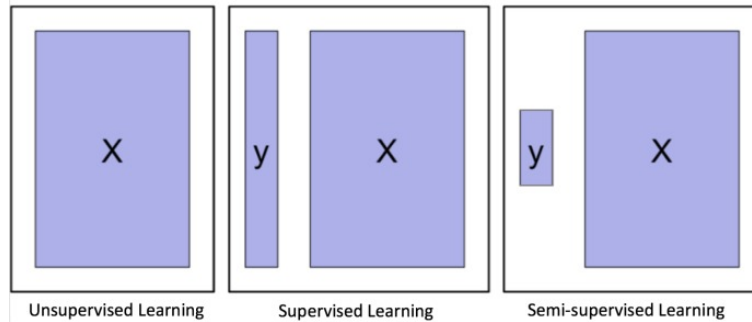 X
y
X
y
X
Unsupervised Learning
Supervised Learning
Semi-supervised Learning